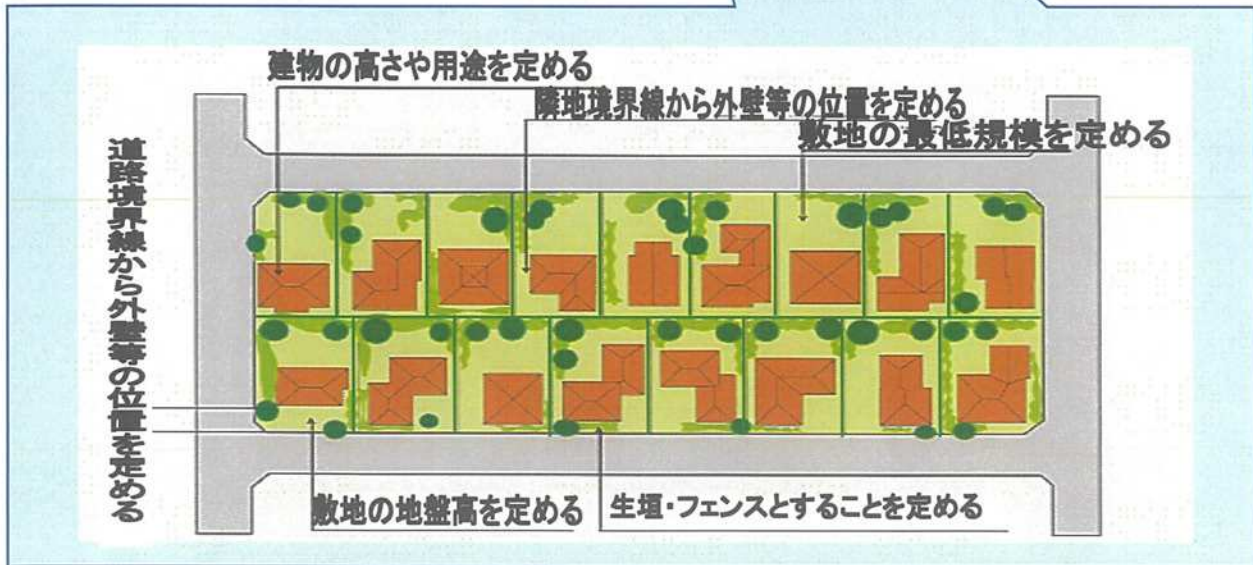 建物の高さや用途を定める
隣地境界線から外壁等の位置を定める
敷地の最低規模を定める
道路境界線から外壁等の位置を定める
敷地の地盤高を定める
生垣・フェンスとすることを定める